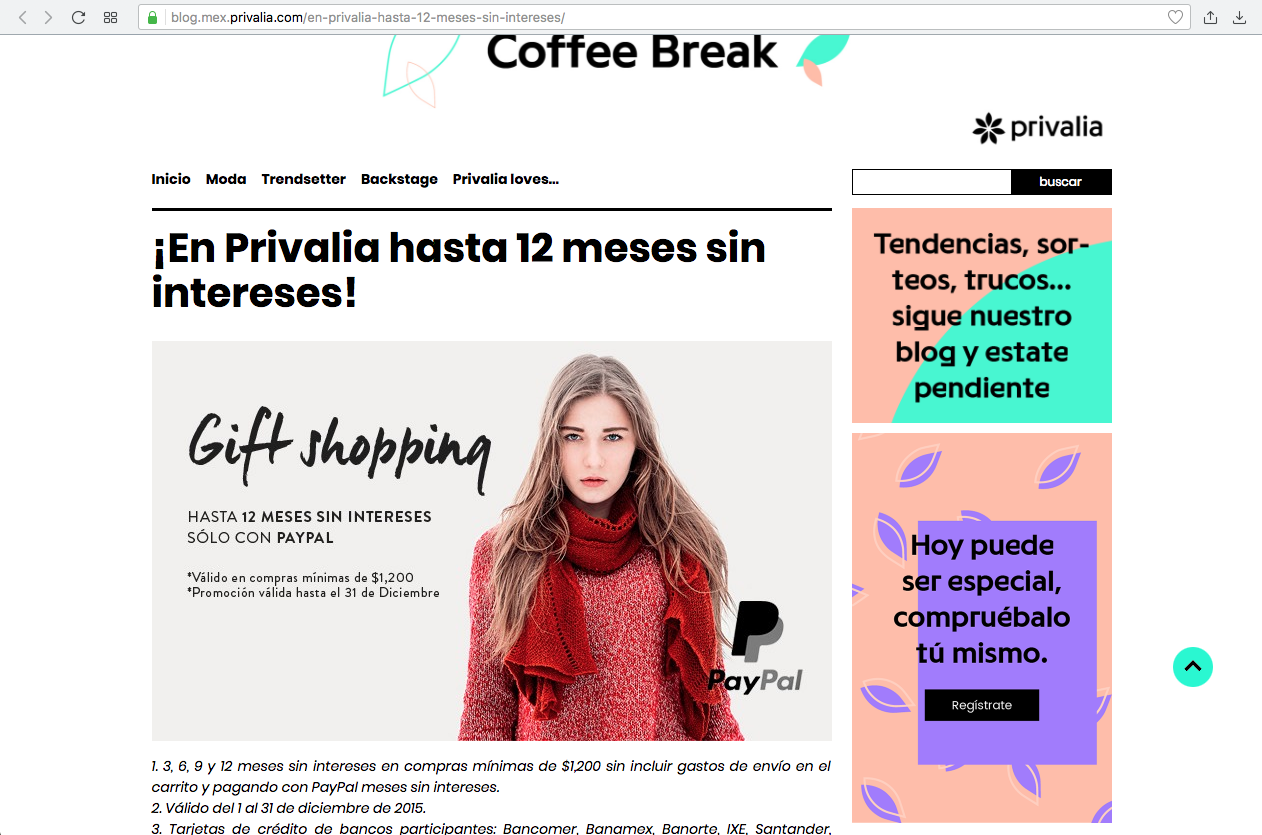 blog.mex.privalia.com/en-privalia-hasta-12-meses-sin-intereses/
Coffee Break
privalia
Inicio Moda Trendsetter Backstage Privalia loves...
buscar
¡En Privalia hasta 12 meses sin
intereses!
Gift shopping
HASTA 12 MESES SIN INTERESES
SÓLO CON PAYPAL
*Válido en compras mínimas de $1,200
*Promoción válida hasta el 31 de Diciembre
PayPal
1. 3, 6, 9 y 12 meses sin intereses en compras mínimas de $1,200 sin incluir gastos de envío en el
carrito y pagando con PayPal meses sin intereses.
2. Válido del 1 al 31 de diciembre de 2015.
3. Tarjetas de crédito de bancos participantes: Bancomer, Banamex, Banorte, IXE, Santander,
Tendencias, sor-
teos, trucos...
sigue nuestro
blog y estate
pendiente
Hoy puede
ser especial,
compruébalo
tú mismo.
Regístrate